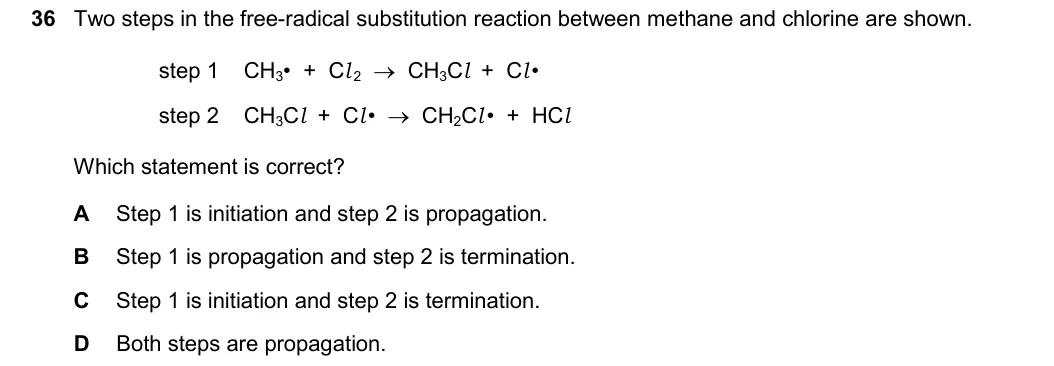 36 Two steps in the free-radical substitution reaction between methane and chlorine are shown.
step 1 CH₃• + Cl₂ → CH₃Cl + Cl•
step 2 CH₃Cl + Cl• → CH₂Cl• + HCl
Which statement is correct?
A Step 1 is initiation and step 2 is propagation.
B Step 1 is propagation and step 2 is termination.
C Step 1 is initiation and step 2 is termination.
D Both steps are propagation.